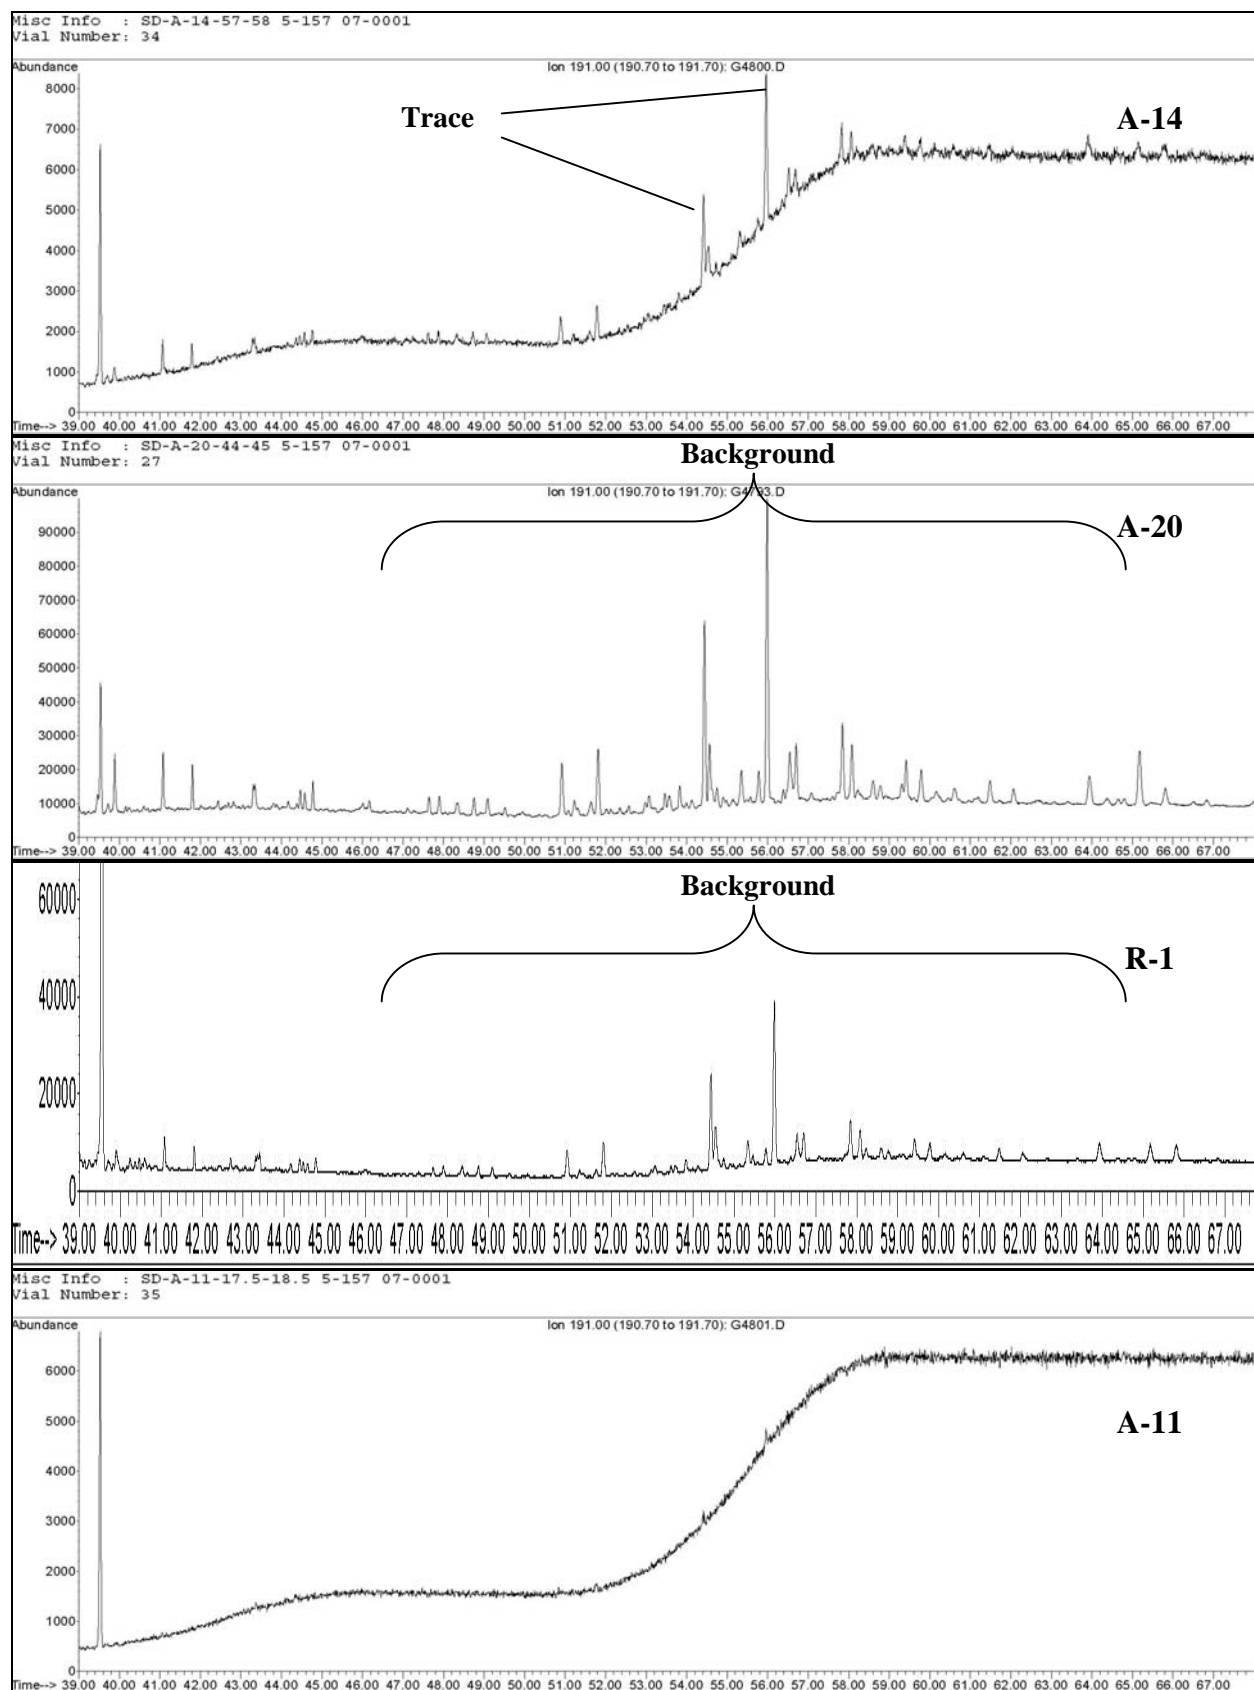 Misc Info : SD-A-14-57-58 5-157 07-0001
Vial Number: 34
Abundance Ion 191.00 (190.70 to 191.70): G4800.D
8000
Trace
A-14
7000
6000
5000
4000
3000
2000
1000
0
Time--> 39.00 40.00 41.00 42.00 43.00 44.00 45.00 46.00 47.00 48.00 49.00 50.00 51.00 52.00 53.00 54.00 55.00 56.00 57.00 58.00 59.00 60.00 61.00 62.00 63.00 64.00 65.00 66.00 67.00
Misc Info : SD-A-20-44-45 5-157 07-0001
Background
Vial Number: 27
Abundance Ion 191.00 (190.70 to 191.70): G4793.D
A-20
90000
80000
70000
60000
50000
40000
30000
20000
10000
0
Time--> 39.00 40.00 41.00 42.00 43.00 44.00 45.00 46.00 47.00 48.00 49.00 50.00 51.00 52.00 53.00 54.00 55.00 56.00 57.00 58.00 59.00 60.00 61.00 62.00 63.00 64.00 65.00 66.00 67.00
Background
60000
R-1
40000
20000
0
Time--> 39.00 40.00 41.00 42.00 43.00 44.00 45.00 46.00 47.00 48.00 49.00 50.00 51.00 52.00 53.00 54.00 55.00 56.00 57.00 58.00 59.00 60.00 61.00 62.00 63.00 64.00 65.00 66.00 67.00
Misc Info : SD-A-11-17.5-18.5 5-157 07-0001
Vial Number: 35
Abundance Ion 191.00 (190.70 to 191.70): G4801.D
6000
A-11
5000
4000
3000
2000
1000
0
Time--> 39.00 40.00 41.00 42.00 43.00 44.00 45.00 46.00 47.00 48.00 49.00 50.00 51.00 52.00 53.00 54.00 55.00 56.00 57.00 58.00 59.00 60.00 61.00 62.00 63.00 64.00 65.00 66.00 67.00